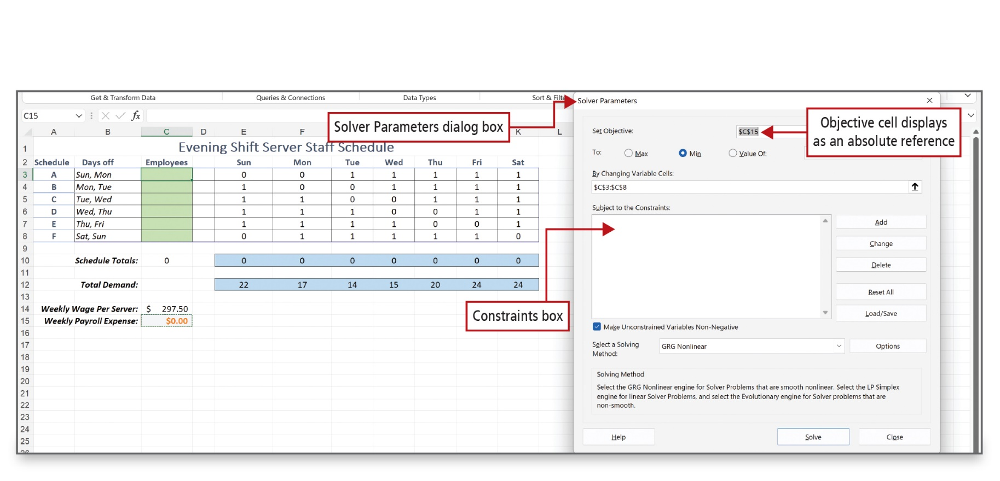 Get & Transform Data Queries & Connections Data Types Sort & Filte
Solver Parameters
C15 fx
Solver Parameters dialog box
Objective cell displays
as an absolute reference
A B C D E F K L
Set Objective: $C$15
1 Evening Shift Server Staff Schedule
To: Max Min Value Of:
2 Schedule Days off Employees Sun Mon Tue Wed Thu Fri Sat
By Changing Variable Cells:
3 A Sun, Mon 0 0 1 1 1 1 1
$C$3:$C$8
4 B Mon, Tue 1 0 0 1 1 1 1
5 C Tue, Wed 1 1 0 0 1 1 1
Subject to the Constraints:
6 D Wed, Thu 1 1 1 0 0 1 1
7 E Thu, Fri 1 1 1 1 0 0 1
8 F Sat, Sun 0 1 1 1 1 1 0
9
10 Schedule Totals: 0 0 0 0 0 0 0 0
11
12 Total Demand: 22 17 14 15 20 24 24
13
14 Weekly Wage Per Server: $ 297.50
15 Weekly Payroll Expense: $0.00
16
17
18
19
20
21
22
23
24
25
Constraints box
Add
Change
Delete
Reset All
Load/Save
Make Unconstrained Variables Non-Negative
Select a Solving
Method:
GRG Nonlinear
Options
Solving Method
Select the GRG Nonlinear engine for Solver Problems that are smooth nonlinear. Select the LP Simplex
engine for linear Solver Problems, and select the Evolutionary engine for Solver problems that are
non-smooth.
Help Solve Close